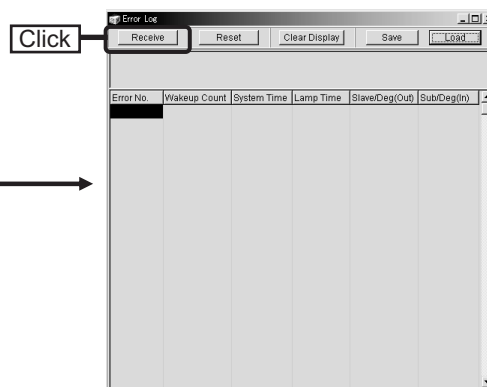 Error Log
Click
Receive Reset Clear Display Save Load
Error No. Wakeup Count System Time Lamp Time Slave/Deg(Out) Sub/Deg(In)